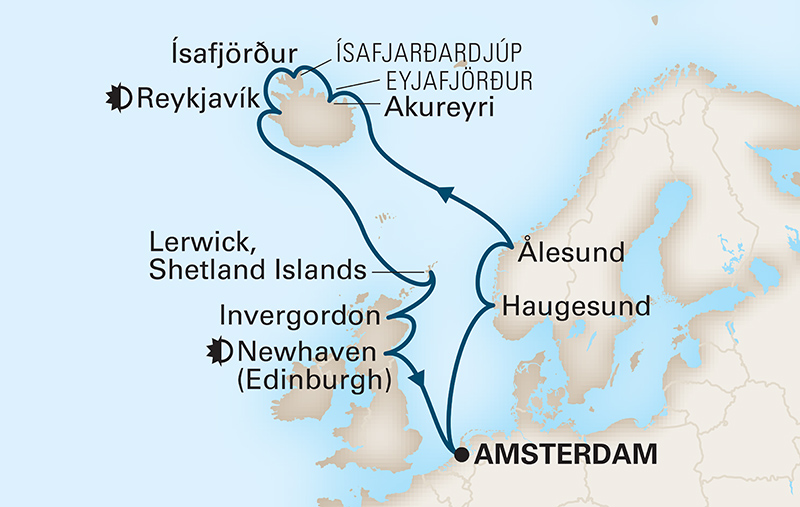 Ísafjörður
ÍSAFJARÐARDJÚP
EYJAFJÖRÐUR
Reykjavík
Akureyri
Lerwick,
Shetland Islands
Ålesund
Haugesund
Invergordon
Newhaven
(Edinburgh)
AMSTERDAM